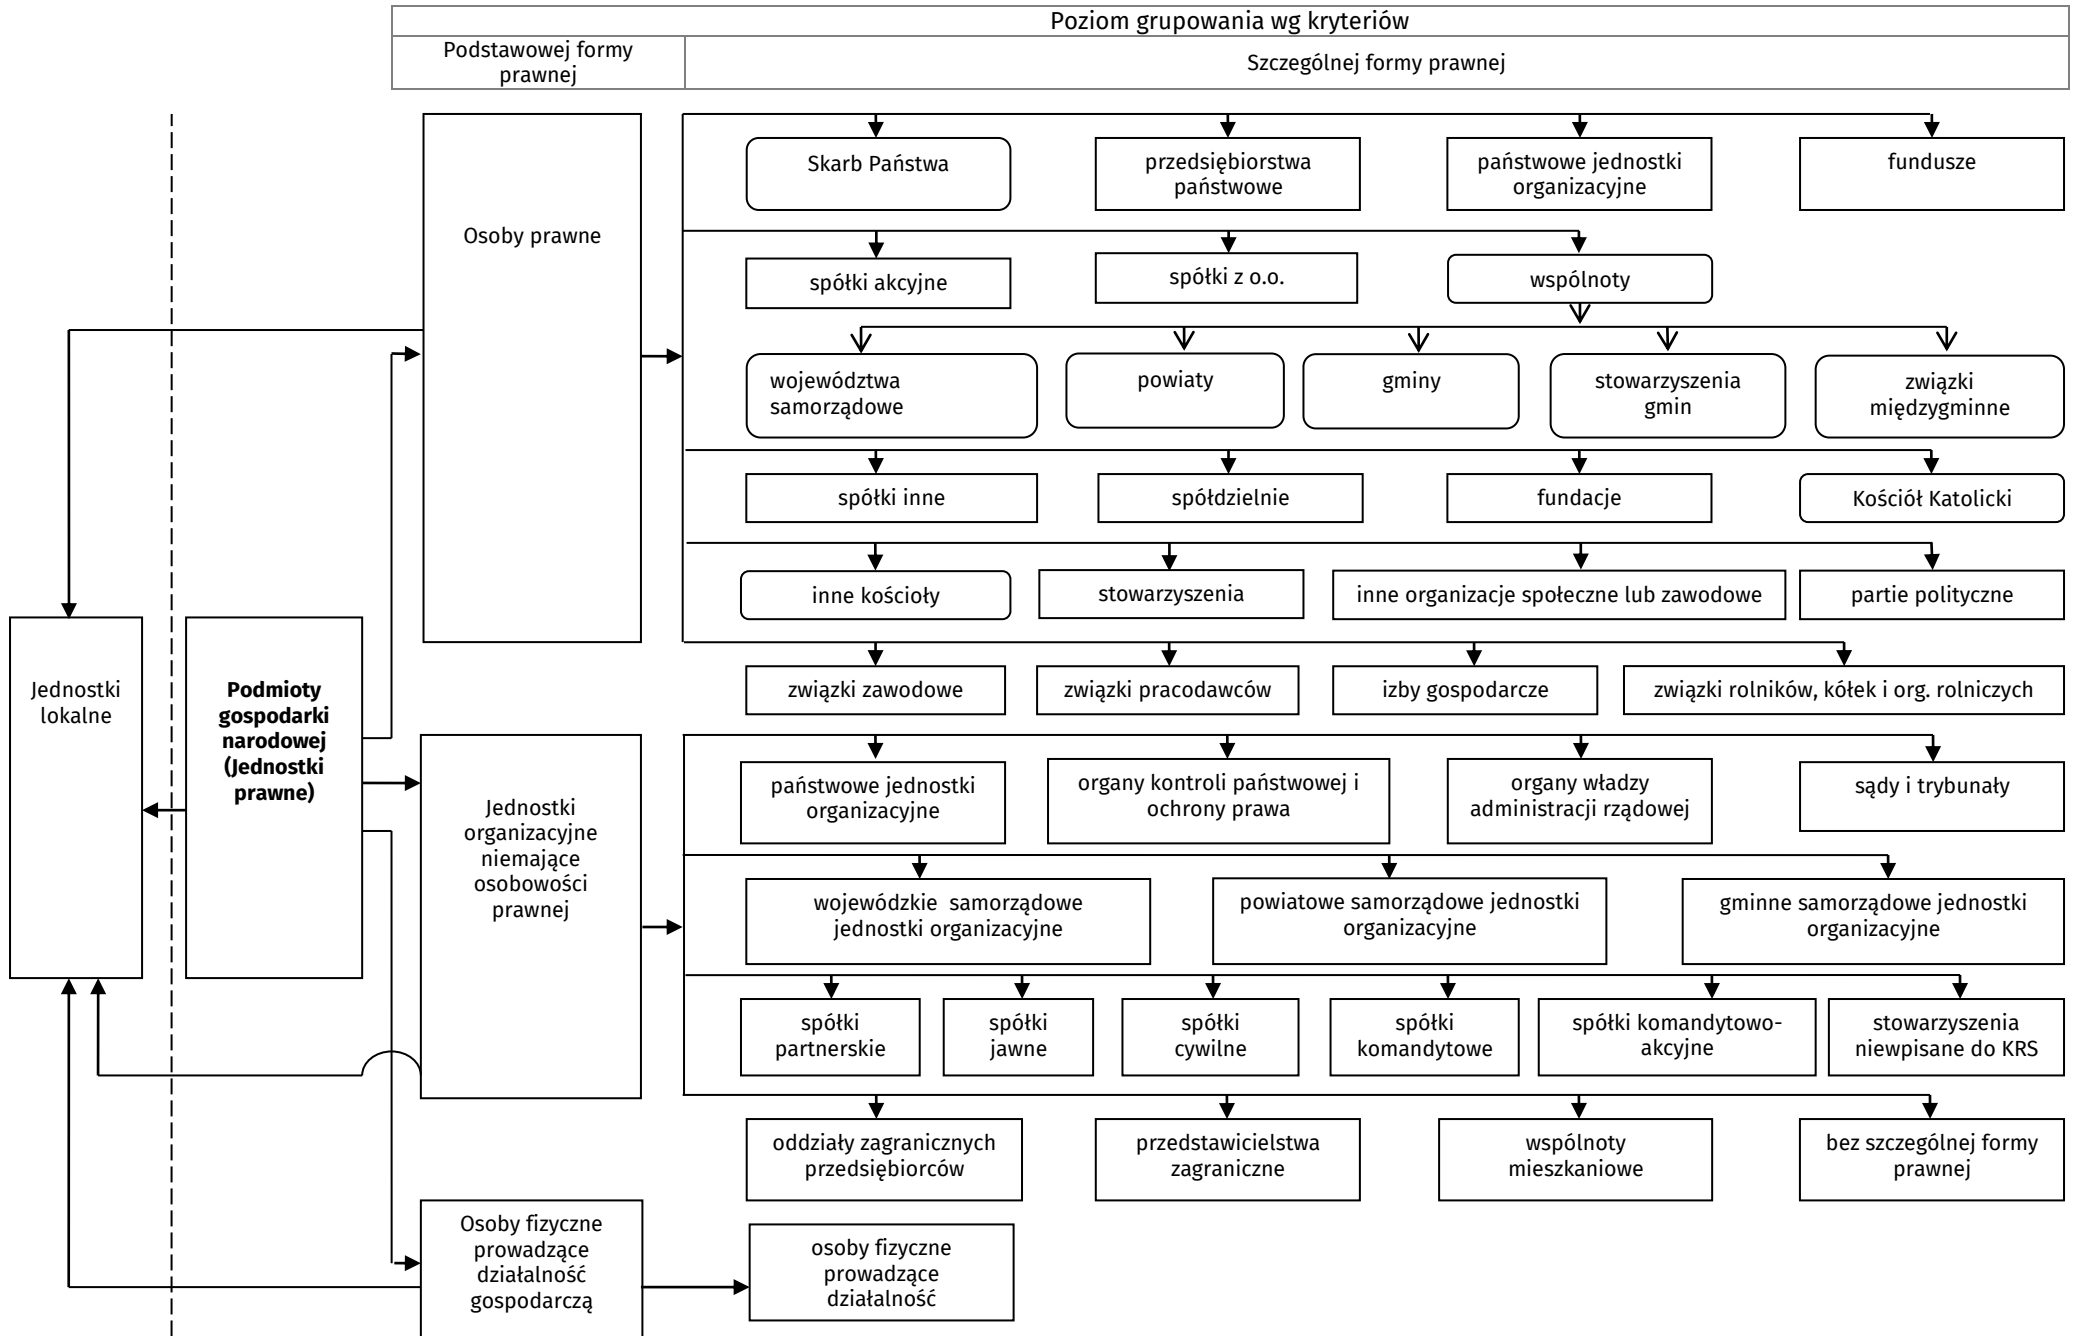 Poziom grupowania wg kryteriów
Podstawowej formy
prawnej
Szczególnej formy prawnej
Osoby prawne
Skarb Państwa
przedsiębiorstwa
państwowe
państwowe jednostki
organizacyjne
fundusze
spółki akcyjne
spółki z o.o.
wspólnoty
województwa
samorządowe
powiaty
gminy
stowarzyszenia
gmin
związki
międzygminne
spółki inne
spółdzielnie
fundacje
Kościół Katolicki
inne kościoły
stowarzyszenia
inne organizacje społeczne lub zawodowe
partie polityczne
związki zawodowe
związki pracodawców
izby gospodarcze
związki rolników, kółek i org. rolniczych
Jednostki
lokalne
Podmioty
gospodarki
narodowej
(Jednostki
prawne)
Jednostki
organizacyjne
niemające
osobowości
prawnej
państwowe jednostki
organizacyjne
organy kontroli państwowej i
ochrony prawa
organy władzy
administracji rządowej
sądy i trybunały
wojewódzkie  samorządowe
jednostki organizacyjne
powiatowe samorządowe jednostki
organizacyjne
gminne samorządowe jednostki
organizacyjne
spółki
partnerskie
spółki
jawne
spółki
cywilne
spółki
komandytowe
spółki komandytowo-
akcyjne
stowarzyszenia
niewpisane do KRS
oddziały zagranicznych
przedsiębiorców
przedstawicielstwa
zagraniczne
wspólnoty
mieszkaniowe
bez szczególnej formy
prawnej
Osoby fizyczne
prowadzące
działalność
gospodarczą
osoby fizyczne
prowadzące
działalność